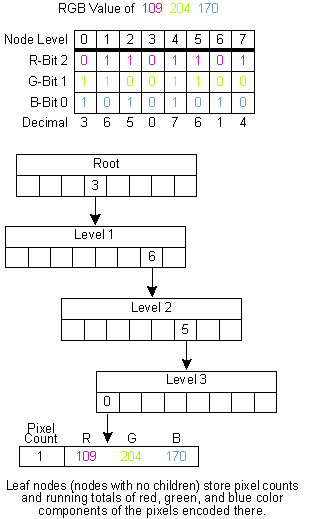 RGB Value of 109 204 170
Node Level 0 1 2 3 4 5 6 7
R-Bit 2 0 1 1 0 1 1 0 1
G-Bit 1 1 1 0 0 1 1 0 0
B-Bit 0 1 0 1 0 1 0 1 0
Decimal 3 6 5 0 7 6 1 4
Root
3
Level 1
6
Level 2
5
Level 3
0
Pixel
Count R G B
1 109 204 170
Leaf nodes (nodes with no children) store pixel counts
and running totals of red, green, and blue color
components of the pixels encoded there.